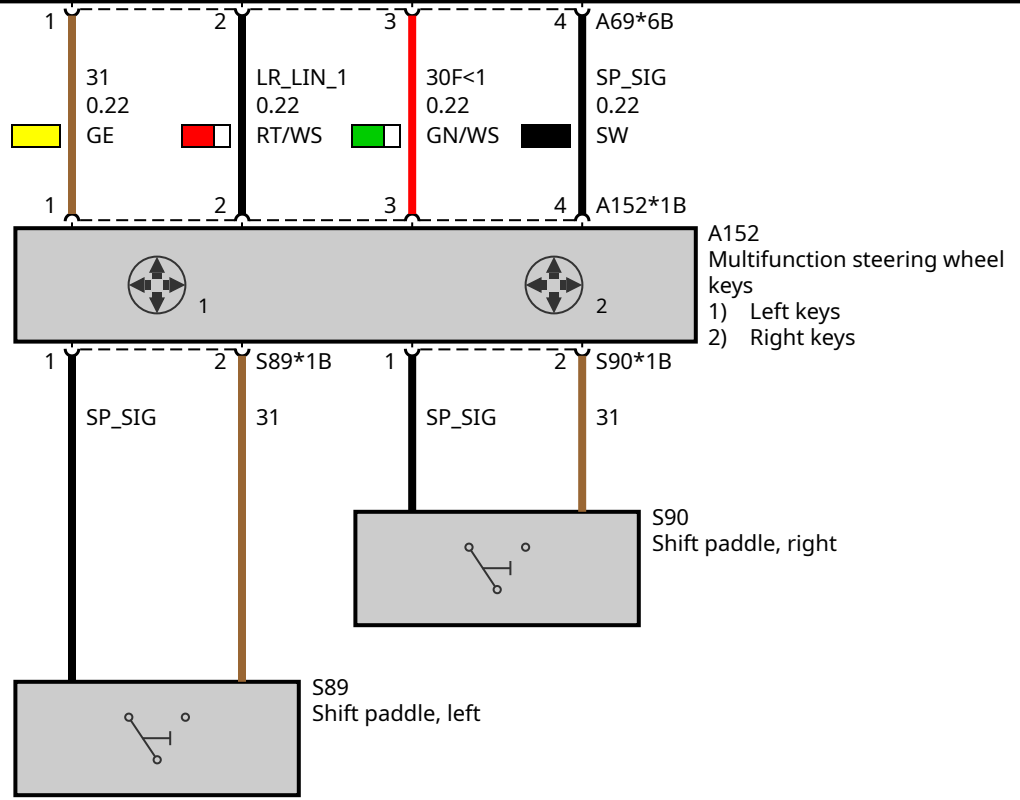 1 2 3 4 A69*6B
31 LR_LIN_1 30F<1 SP_SIG
0.22 0.22 0.22 0.22
GE RT/WS GN/WS SW
1 2 3 4 A152*1B
A152
Multifunction steering wheel
keys
1) Left keys
2) Right keys
1 2
1 2 S89*1B 1 2 S90*1B
SP_SIG 31 SP_SIG 31
S90
Shift paddle, right
S89
Shift paddle, left